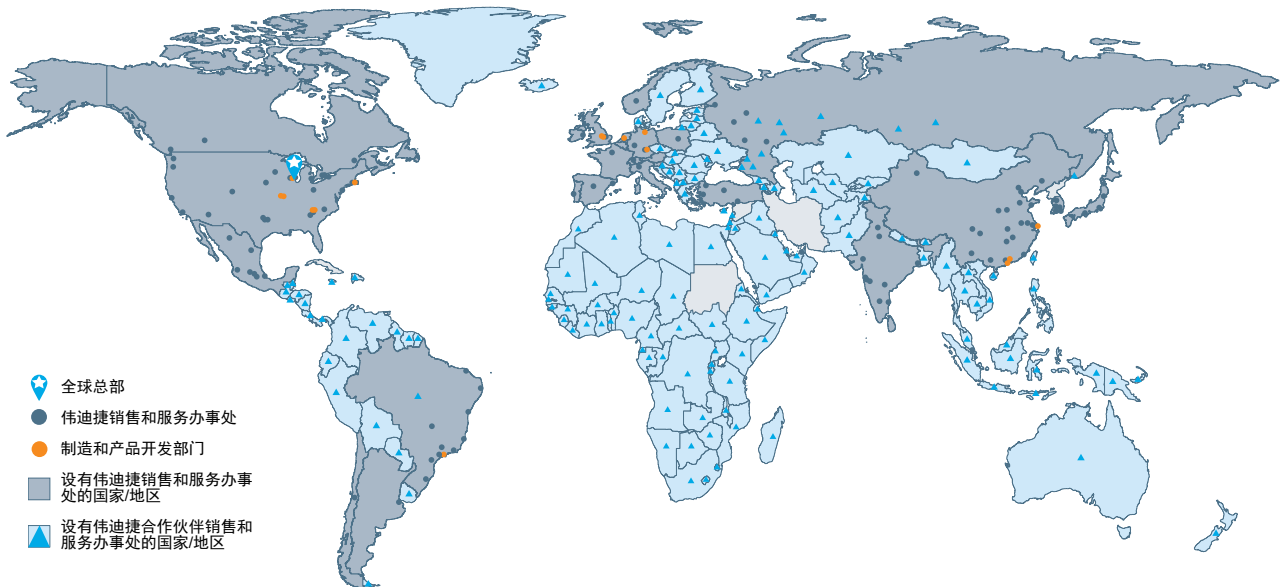 全球总部
伟迪捷销售和服务办事处
制造和产品开发部门
设有伟迪捷销售和服务办事
处的国家/地区
设有伟迪捷合作伙伴销售和
服务办事处的国家/地区